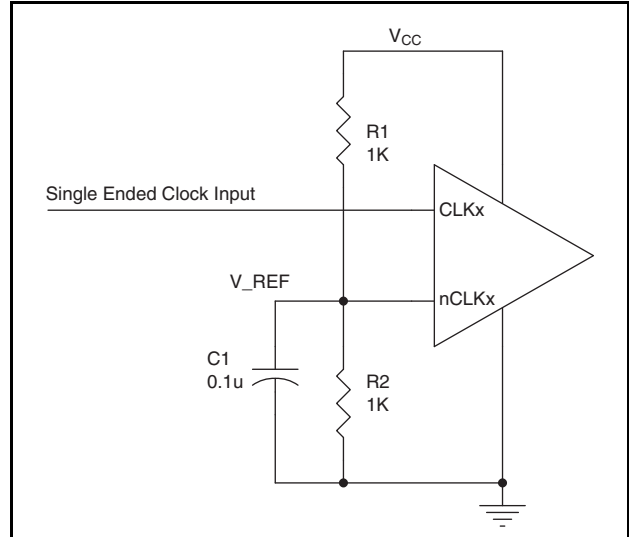 VCC
R1
1K
Single Ended Clock Input
CLKx
V_REF
nCLKx
C1
0.1u
R2
1K